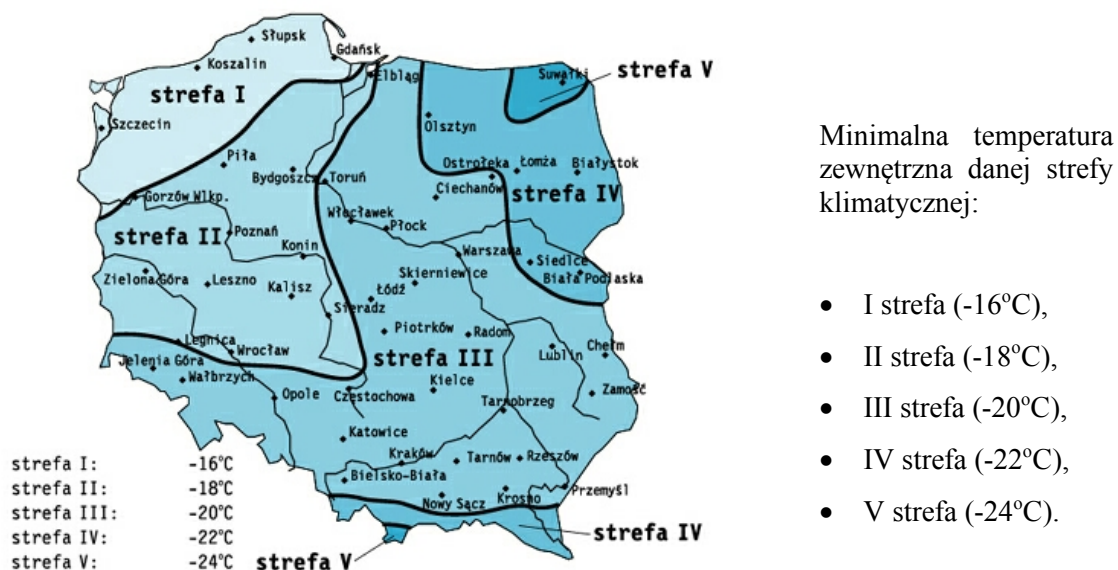 Słupsk
Gdańsk
Koszalin
Elbląg
Suwałki
strefa V
strefa I
Szczecin
Olsztyn
Piła
Bydgoszcz
Toruń
Ostrołęka
Łomża
Białystok
Ciechanów
Gorzów Wlkp.
strefa IV
Włocławek
Płock
strefa II
Poznań
Konin
Warszawa
Siedlce
Biała Podlaska
Skierniewice
Zielona Góra
Leszno
Kalisz
Łódź
Sieradz
Piotrków
Radom
Legnica
Wrocław
strefa III
Lublin
Chełm
Jelenia Góra
Wałbrzych
Opole
Częstochowa
Kielce
Zamość
Tarnobrzeg
Katowice
Kraków
Tarnów
Rzeszów
Bielsko-Biała
Nowy Sącz
Krosno
Przemyśl
strefa IV
strefa V
strefa I: -16°C
strefa II: -18°C
strefa III: -20°C
strefa IV: -22°C
strefa V: -24°C
Minimalna temperatura
zewnętrzna danej strefy
klimatycznej:
• I strefa (-16°C),
• II strefa (-18°C),
• III strefa (-20°C),
• IV strefa (-22°C),
• V strefa (-24°C).